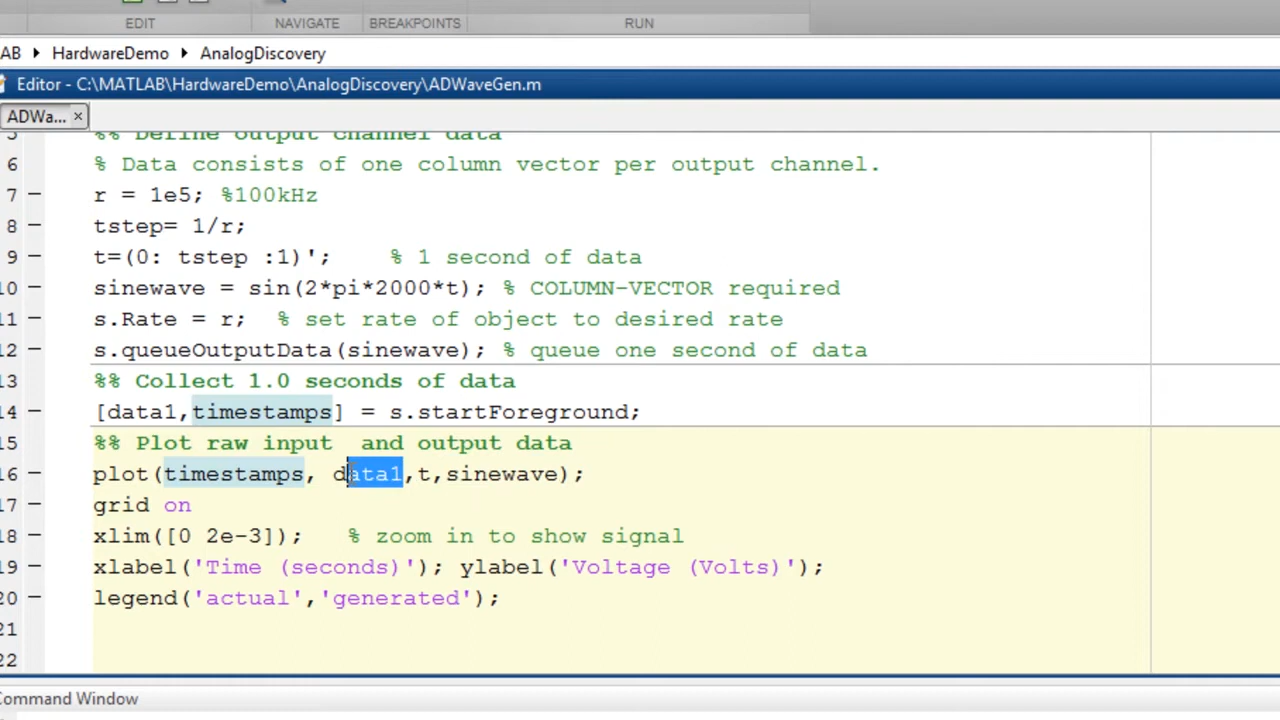 EDIT NAVIGATE BREAKPOINTS RUN
AB HardwareDemo AnalogDiscovery
Editor - C:\MATLAB\HardwareDemo\AnalogDiscovery\ADWaveGen.m
ADWa... ×
5 %% Define output channel data
6 % Data consists of one column vector per output channel.
7 – r = 1e5; %100kHz
8 – tstep= 1/r;
9 – t=(0: tstep :1)'; % 1 second of data
10 – sinewave = sin(2*pi*2000*t); % COLUMN-VECTOR required
11 – s.Rate = r; % set rate of object to desired rate
12 – s.queueOutputData(sinewave); % queue one second of data
13 %% Collect 1.0 seconds of data
14 – [data1,timestamps] = s.startForeground;
15 %% Plot raw input  and output data
16 – plot(timestamps, data1,t,sinewave);
17 – grid on
18 – xlim([0 2e-3]); % zoom in to show signal
19 – xlabel('Time (seconds)'); ylabel('Voltage (Volts)');
20 – legend('actual','generated');
21
22
Command Window